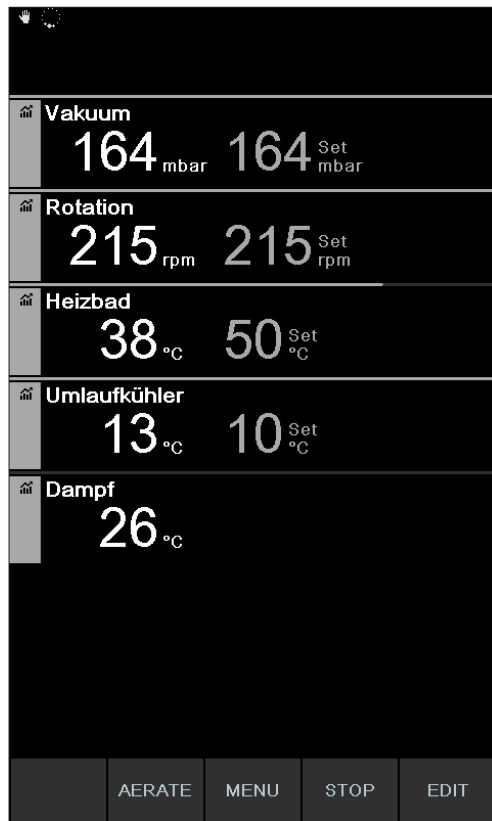 Vakuum
164 mbar 164 Set mbar
Rotation
215 rpm 215 Set rpm
Heizbad
38 °C 50 Set °C
Umlaufkühler
13 °C 10 Set °C
Dampf
26 °C
AERATE MENU STOP EDIT